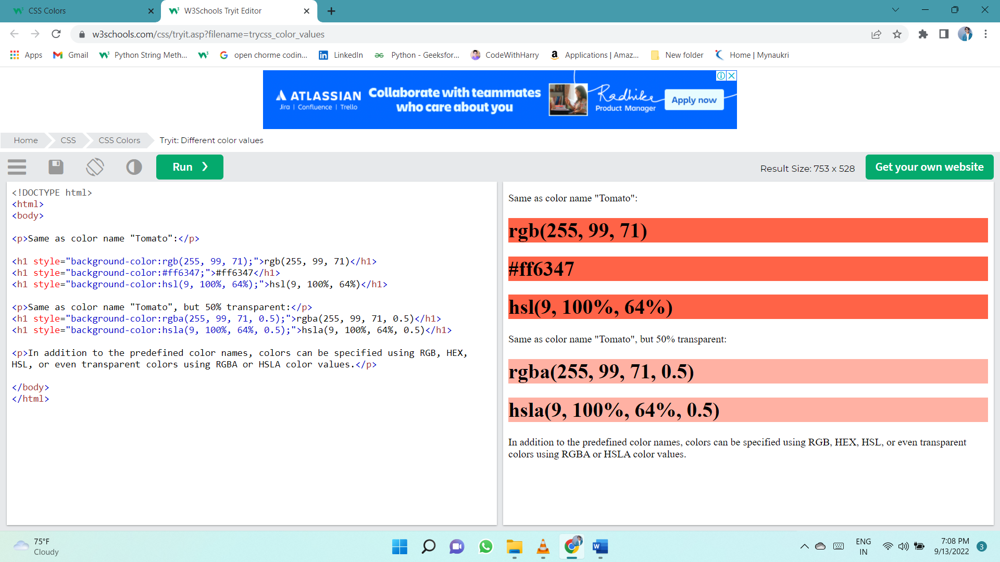 CSS Colors
W3Schools Tryit Editor
w3schools.com/css/tryit.asp?filename=trycss_color_values
Apps
Gmail
Python String Meth...
open chorme codin...
LinkedIn
Python - Geeksfor...
CodeWithHarry
Applications | Amaz...
New folder
Home | Mynaukri
ATLASSIAN
Jira | Confluence | Trello
Collaborate with teammates
who care about you
Radhika
Product Manager
Apply now
Home
CSS
CSS Colors
Tryit: Different color values
Run ❯
Result Size: 753 x 528
Get your own website
<!DOCTYPE html>
<html>
<body>
<p>Same as color name "Tomato":</p>
<h1 style="background-color:rgb(255, 99, 71);">rgb(255, 99, 71)</h1>
<h1 style="background-color:#ff6347;">#ff6347</h1>
<h1 style="background-color:hsl(9, 100%, 64%);">hsl(9, 100%, 64%)</h1>
<p>Same as color name "Tomato", but 50% transparent:</p>
<h1 style="background-color:rgba(255, 99, 71, 0.5);">rgba(255, 99, 71, 0.5)</h1>
<h1 style="background-color:hsla(9, 100%, 64%, 0.5);">hsla(9, 100%, 64%, 0.5)</h1>
<p>In addition to the predefined color names, colors can be specified using RGB, HEX,
HSL, or even transparent colors using RGBA or HSLA color values.</p>
</body>
</html>
Same as color name "Tomato":
rgb(255, 99, 71)
#ff6347
hsl(9, 100%, 64%)
Same as color name "Tomato", but 50% transparent:
rgba(255, 99, 71, 0.5)
hsla(9, 100%, 64%, 0.5)
In addition to the predefined color names, colors can be specified using RGB, HEX, HSL, or even transparent
colors using RGBA or HSLA color values.
75°F
Cloudy
ENG
IN
7:08 PM
9/13/2022
3